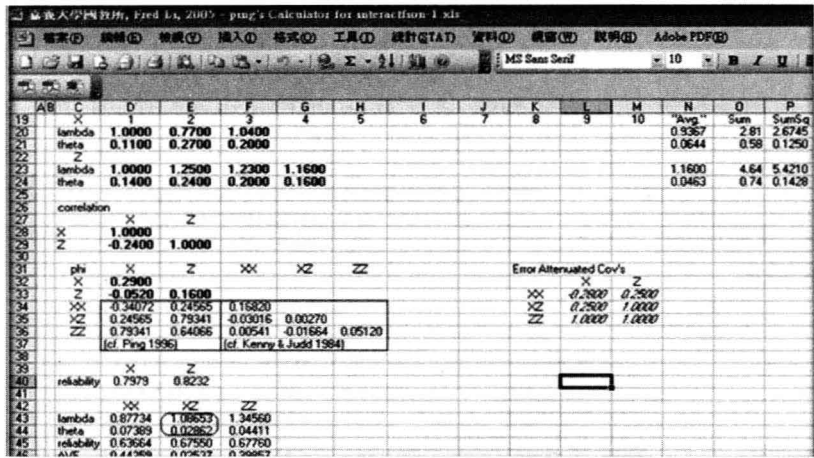 嘉義大學國教所, Fred Li, 2005 - ping's Calculator for interaction-1.xls
檔案(F) 編輯(E) 檢視(V) 插入(I) 格式(O) 工具(T) 統計(STAT) 資料(D) 視窗(W) 說明(H) Adobe PDF(B)
MS Sans Serif 10 B I U
A B C D E F G H I J K L M N O P
19 X 1 2 3 4 5 6 7 8 9 10 "Avg." Sum SumSq
20 lambda 1.0000 0.7700 1.0400 0.9367 2.81 2.6745
21 theta 0.1100 0.2700 0.2000 0.0644 0.58 0.1250
22 Z
23 lambda 1.0000 1.2500 1.2300 1.1600 1.1600 4.64 5.4210
24 theta 0.1400 0.2400 0.2000 0.1600 0.0463 0.74 0.1428
25
26 correlation
27 X Z
28 X 1.0000
29 Z -0.2400 1.0000
30
31 phi X Z XX XZ ZZ Error Attenuated Cov's
32 X 0.2900 X Z
33 Z -0.0520 0.1600 XX -0.2800 0.2500
34 XX -0.34072 0.24565 0.16820 XZ 0.2500 1.0000
35 XZ 0.24565 0.79341 -0.03016 0.00270 ZZ 1.0000 1.0000
36 ZZ 0.79341 0.64066 0.00541 -0.01664 0.05120
37 (cf. Ping 1996) (cf. Kenny & Judd 1984)
38
39 X Z
40 reliability 0.7979 0.8232
41
42 XX XZ ZZ
43 lambda 0.87734 1.08653 1.34560
44 theta 0.07389 0.02862 0.04411
45 reliability 0.63664 0.67550 0.67760
46 AVE 0.44259 0.02537 0.39857